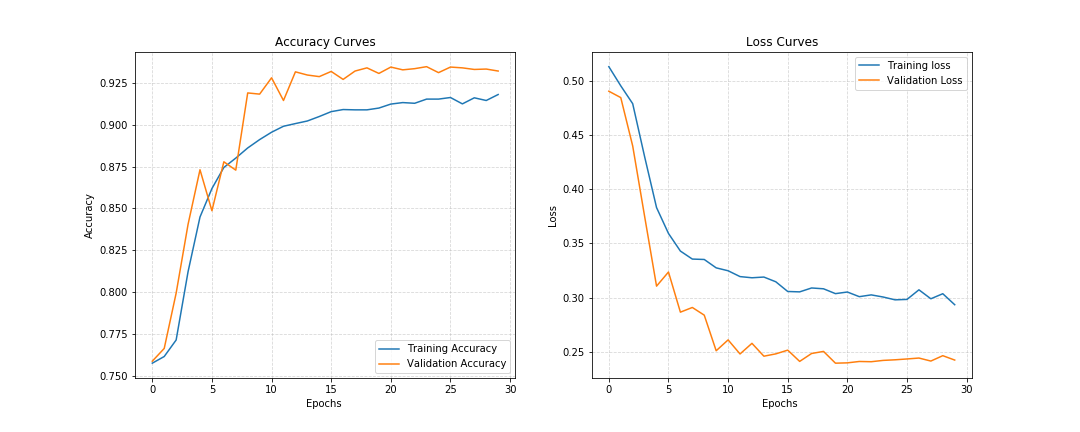 Accuracy Curves
0.925
0.900
0.875
0.850
0.825
0.800
0.775
0.750
Accuracy
Training Accuracy
Validation Accuracy
0 5 10 15 20 25 30
Epochs
Loss Curves
0.50
0.45
0.40
0.35
0.30
0.25
Loss
Training loss
Validation Loss
0 5 10 15 20 25 30
Epochs